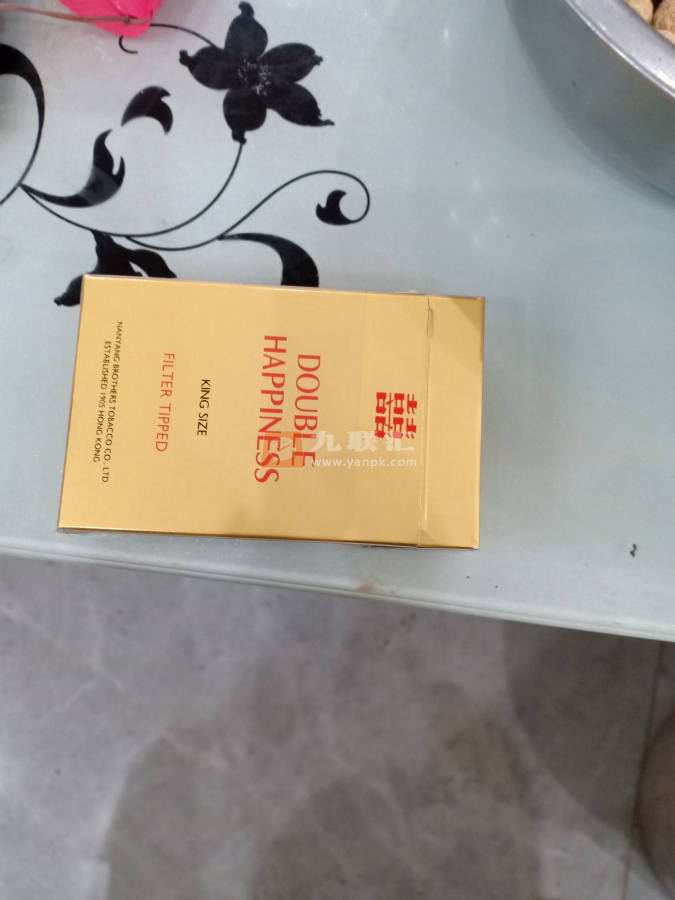 囍
DOUBLE
HAPPINESS
KING SIZE
FILTER TIPPED
NANYANG BROTHERS TOBACCO CO., LTD.
ESTABLISHED 1905 HONG KONG
九联汇
www.yanpk.com